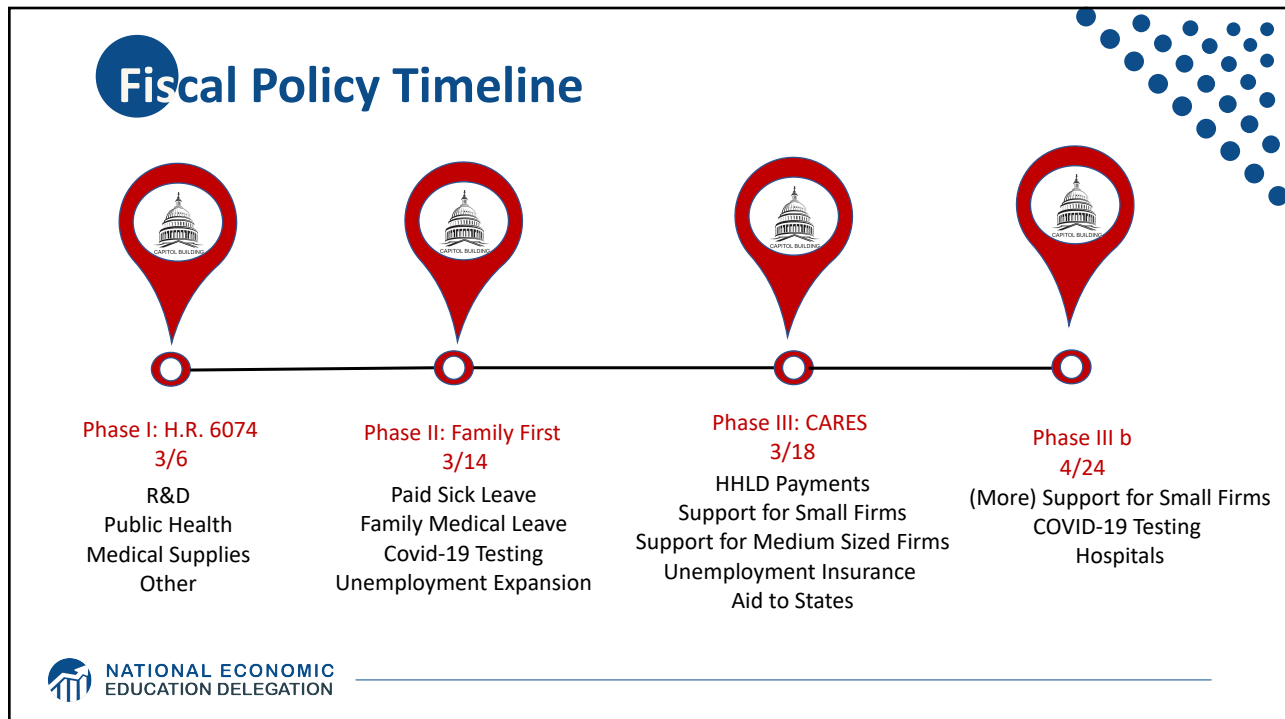 Fiscal Policy Timeline
CAPITOL BUILDING
CAPITOL BUILDING
CAPITOL BUILDING
CAPITOL BUILDING
Phase I: H.R. 6074
3/6
R&D
Public Health
Medical Supplies
Other
Phase II: Family First
3/14
Paid Sick Leave
Family Medical Leave
Covid-19 Testing
Unemployment Expansion
Phase III: CARES
3/18
HHLD Payments
Support for Small Firms
Support for Medium Sized Firms
Unemployment Insurance
Aid to States
Phase III b
4/24
(More) Support for Small Firms
COVID-19 Testing
Hospitals
NATIONAL ECONOMIC
EDUCATION DELEGATION